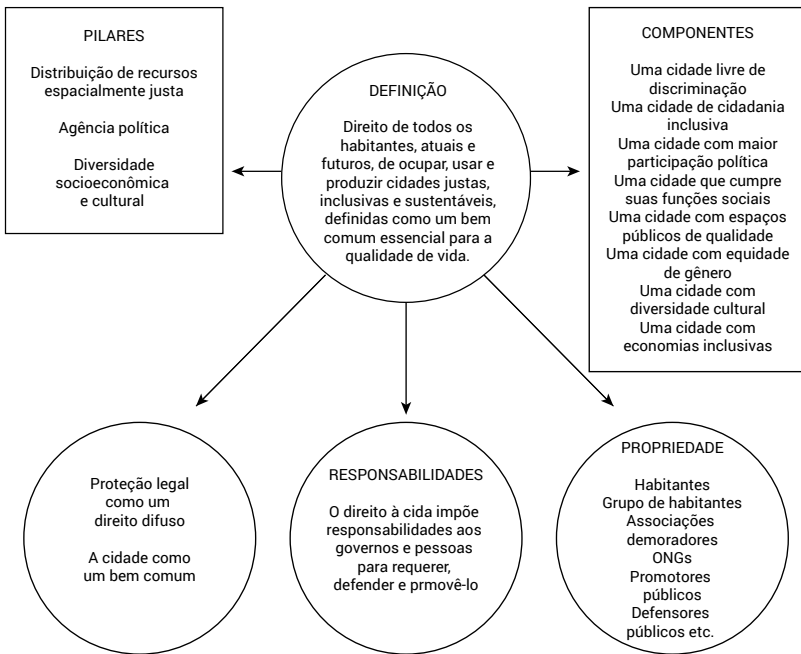 PILARES
Distribuição de recursos
espacialmente justa
Agência política
Diversidade
socioeconômica
e cultural
DEFINIÇÃO
Direito de todos os
habitantes, atuais e
futuros, de ocupar, usar e
produzir cidades justas,
inclusivas e sustentáveis,
definidas como um bem
comum essencial para a
qualidade de vida.
COMPONENTES
Uma cidade livre de
discriminação
Uma cidade de cidadania
inclusiva
Uma cidade com maior
participação política
Uma cidade que cumpre
suas funções sociais
Uma cidade com espaços
públicos de qualidade
Uma cidade com equidade
de gênero
Uma cidade com
diversidade cultural
Uma cidade com
economias inclusivas
Proteção legal
como um
direito difuso
A cidade como
um bem comum
RESPONSABILIDADES
O direito à cida impõe
responsabilidades aos
governos e pessoas
para requerer,
defender e prmovê-lo
PROPRIEDADE
Habitantes
Grupo de habitantes
Associações
demoradores
ONGs
Promotores
públicos
Defensores
públicos etc.